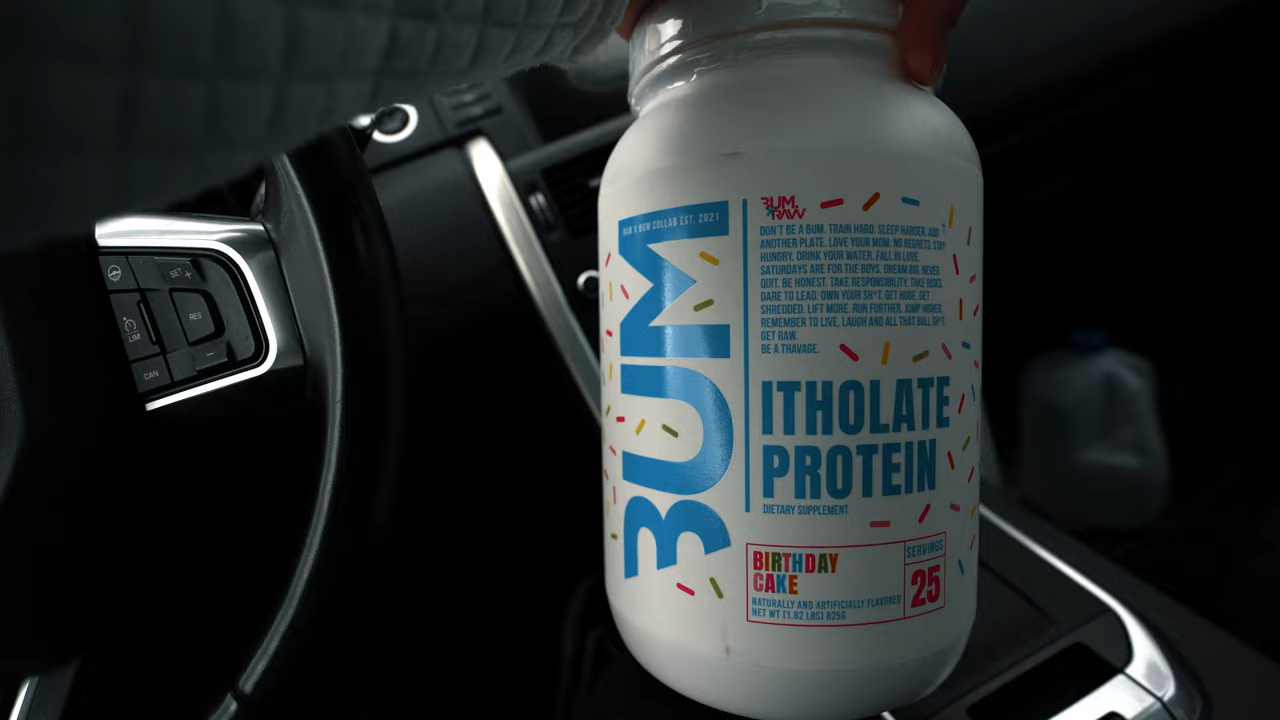 SET +
RES
LIM
–
CAN
RAW X BUM COLLAB EST. 2021
BUM
BUM.
RAW
DON'T BE A BUM. TRAIN HARD. SLEEP HARDER. ADD
ANOTHER PLATE. LOVE YOUR MOM. NO REGRETS. STAY
HUNGRY. DRINK YOUR WATER. FALL IN LOVE.
SATURDAYS ARE FOR THE BOYS. DREAM BIG. NEVER
QUIT. BE HONEST. TAKE RESPONSIBILITY. TAKE RISKS.
DARE TO LEAD. OWN YOUR SH*T. GET HUGE. GET
SHREDDED. LIFT MORE. RUN FURTHER. JUMP HIGHER.
REMEMBER TO LIVE, LAUGH AND ALL THAT BULL SH*T.
GET RAW.
BE A THAVAGE.
ITHOLATE
PROTEIN
DIETARY SUPPLEMENT
BIRTHDAY
CAKE
NATURALLY AND ARTIFICIALLY FLAVORED
NET WT (1.82 LBS) 825G
SERVINGS
25